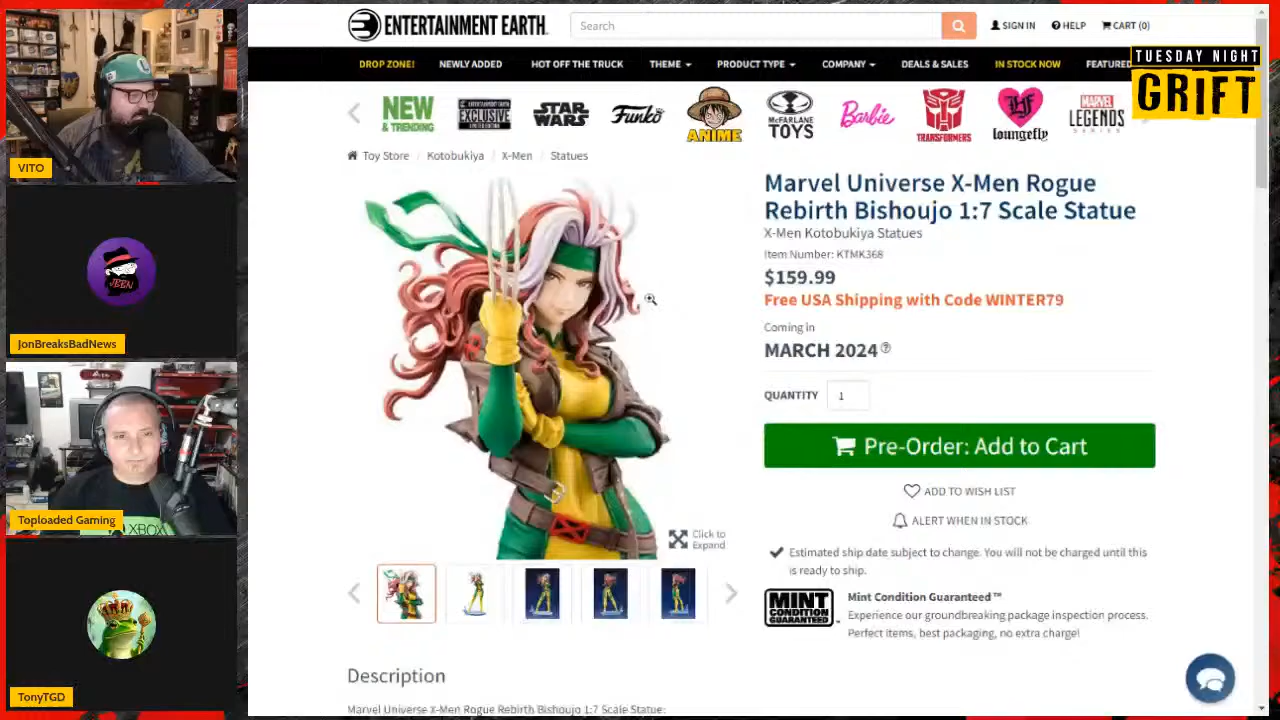 VITO
JonBreaksBadNews
XBOX
Toploaded Gaming
TonyTGD
JEEN
ENTERTAINMENT EARTH
Search
SIGN IN
HELP
CART (0)
DROP ZONE!
NEWLY ADDED
HOT OFF THE TRUCK
THEME
PRODUCT TYPE
COMPANY
DEALS & SALES
IN STOCK NOW
FEATURED
TUESDAY NIGHT
GRIFT
NEW
& TRENDING
ENTERTAINMENT EARTH
EXCLUSIVE
LIMITED EDITION
STAR
WARS
Funko
ANIME
McFARLANE
TOYS
Barbie
TRANSFORMERS
loungefly
MARVEL
LEGENDS
SERIES
Toy Store / Kotobukiya / X-Men / Statues
Marvel Universe X-Men Rogue
Rebirth Bishoujo 1:7 Scale Statue
X-Men Kotobukiya Statues
Item Number: KTMK368
$159.99
Free USA Shipping with Code WINTER79
Coming in
MARCH 2024
QUANTITY
1
Pre-Order: Add to Cart
ADD TO WISH LIST
ALERT WHEN IN STOCK
Click to
Expand
Estimated ship date subject to change. You will not be charged until this
is ready to ship.
MINT
CONDITION
GUARANTEED
Mint Condition Guaranteed™
Experience our groundbreaking package inspection process.
Perfect items, best packaging, no extra charge!
Description
Marvel Universe X-Men Rogue Rebirth Bishoujo 1:7 Scale Statue: